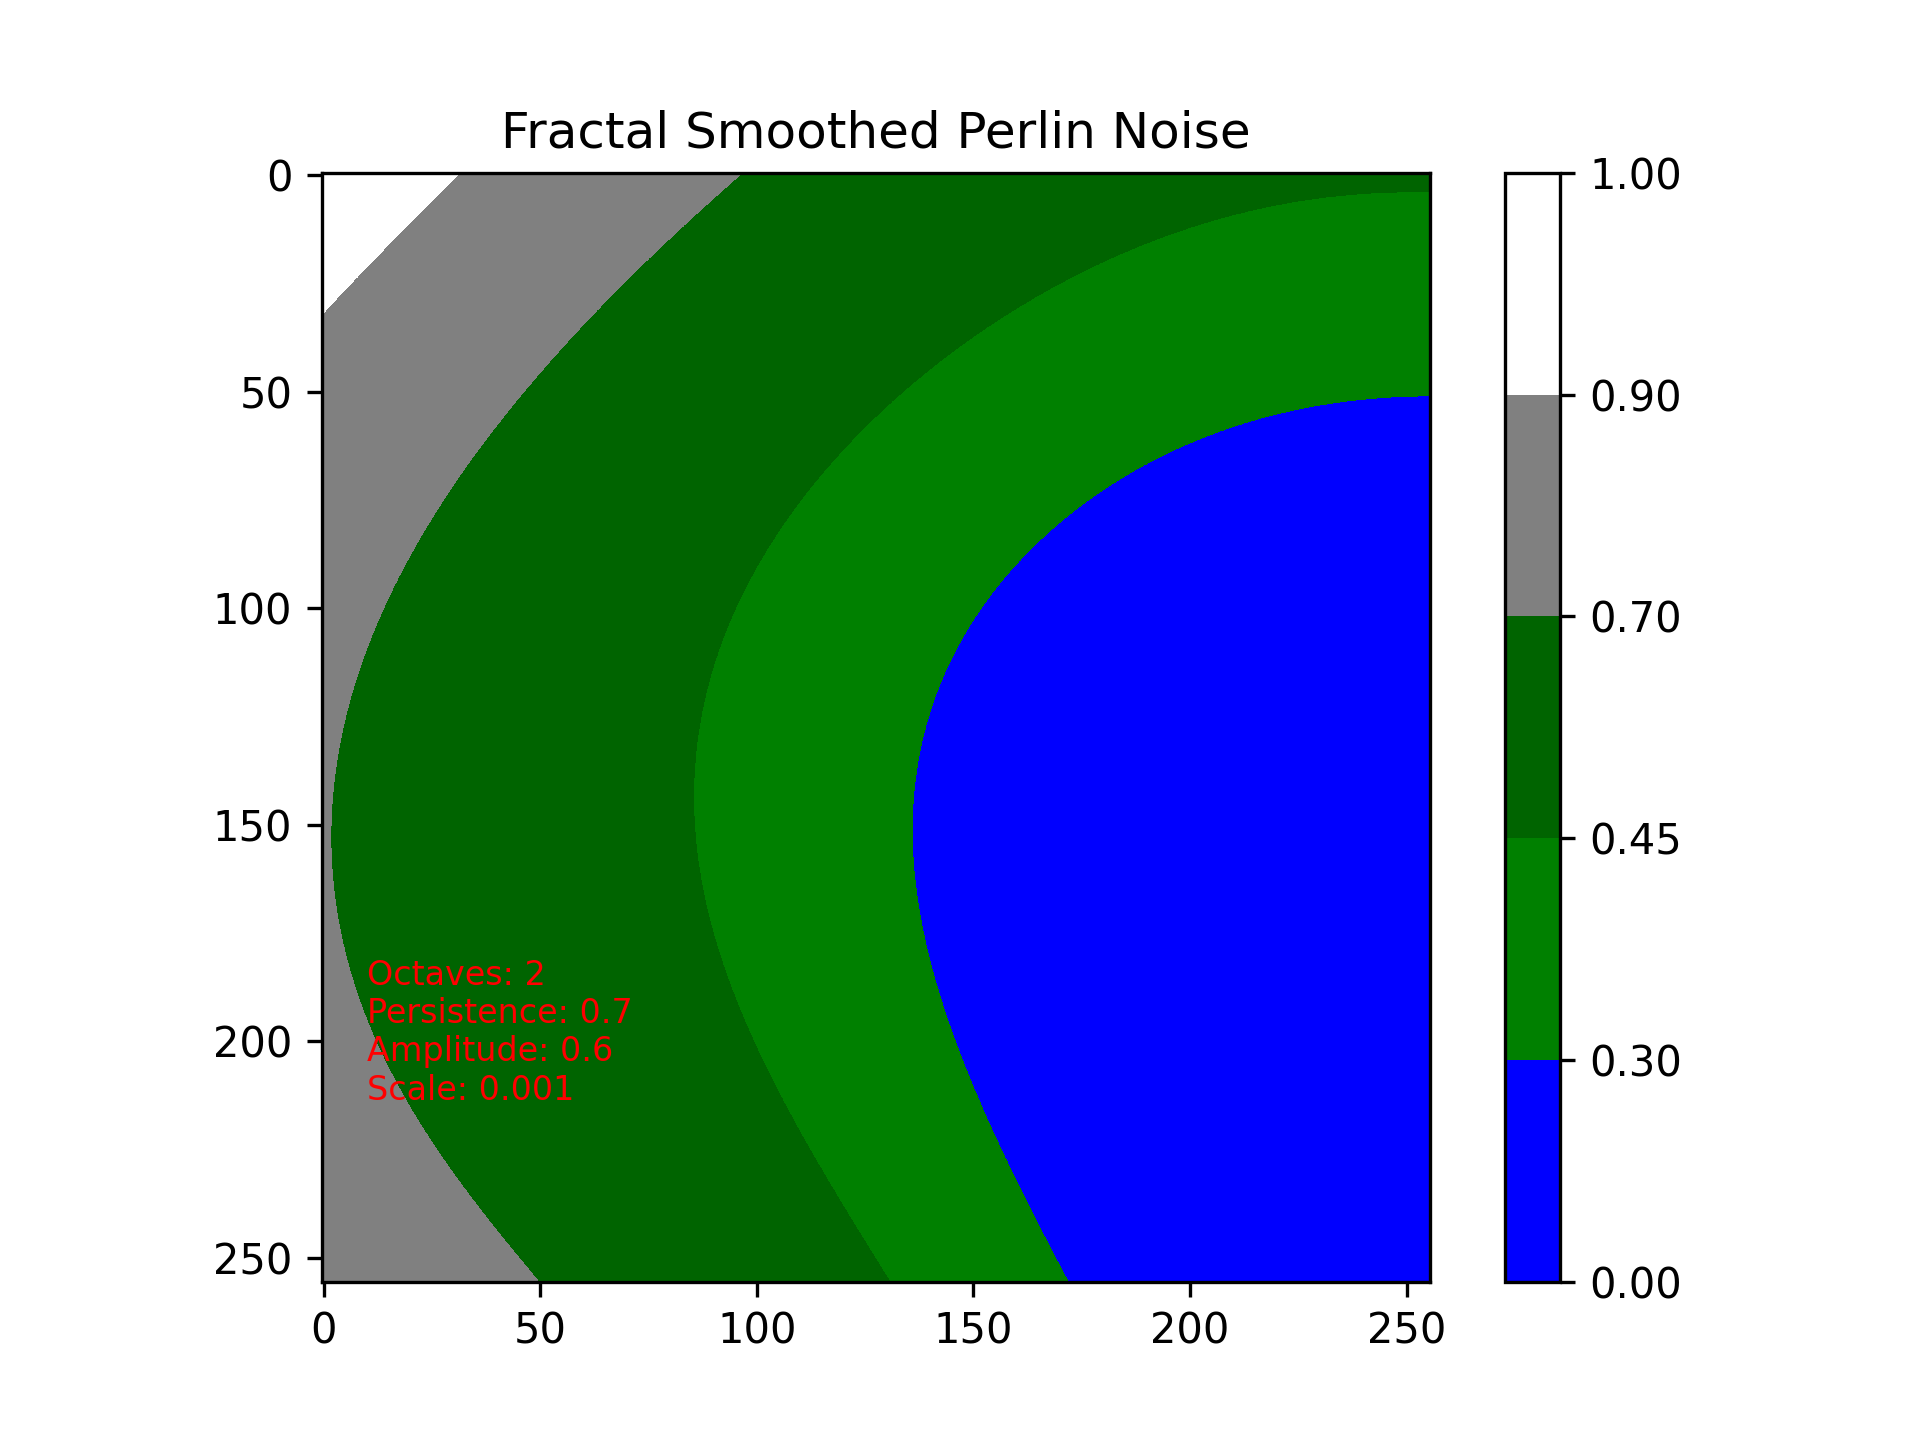 Fractal Smoothed Perlin Noise
0
50
100
150
200
250
Octaves: 2
Persistence: 0.7
Amplitude: 0.6
Scale: 0.001
0 50 100 150 200 250
1.00
0.90
0.70
0.45
0.30
0.00